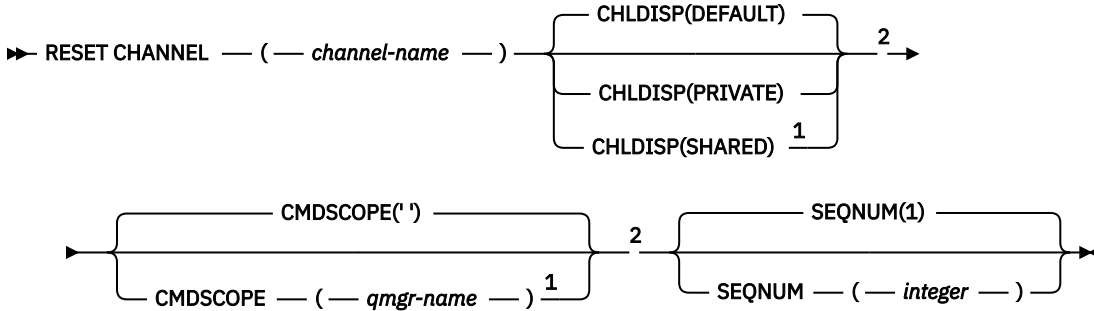 CHLDISP(DEFAULT)
RESET CHANNEL ( channel-name ) 2
CHLDISP(PRIVATE)
CHLDISP(SHARED) 1
CMDSCOPE(' ') SEQNUM(1)
2
CMDSCOPE ( qmgr-name ) 1 SEQNUM ( integer )